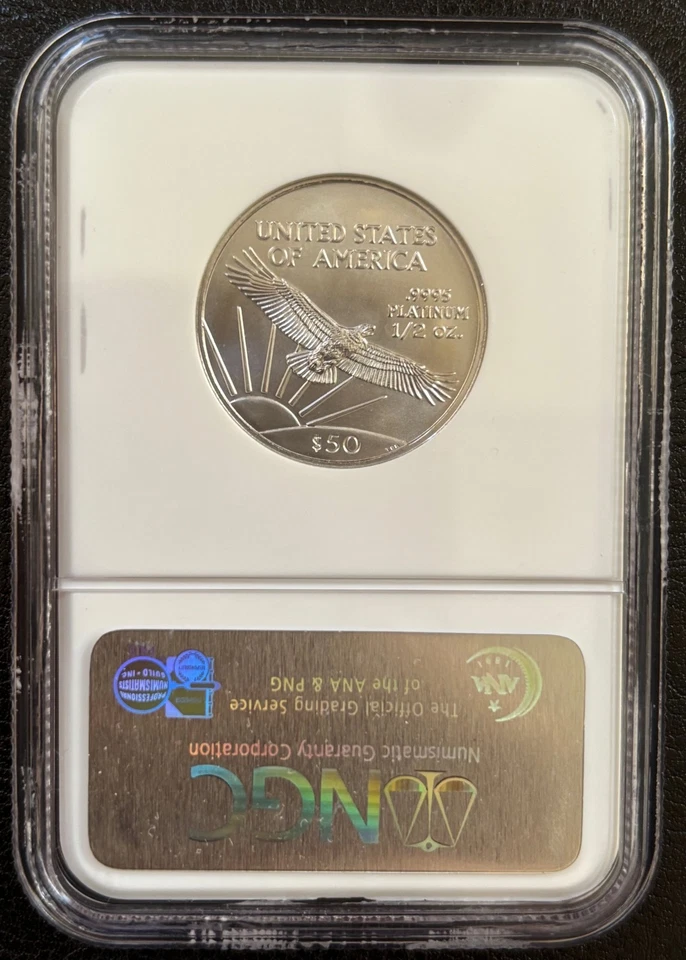 UNITED STATES
OF AMERICA
.9995
PLATINUM
1/2 oz.
$50
NGC
Numismatic Guaranty Corporation
The Official Grading Service
of the ANA & PNG
ANA
PROFESSIONAL
NUMISMATISTS
GUILD • INC